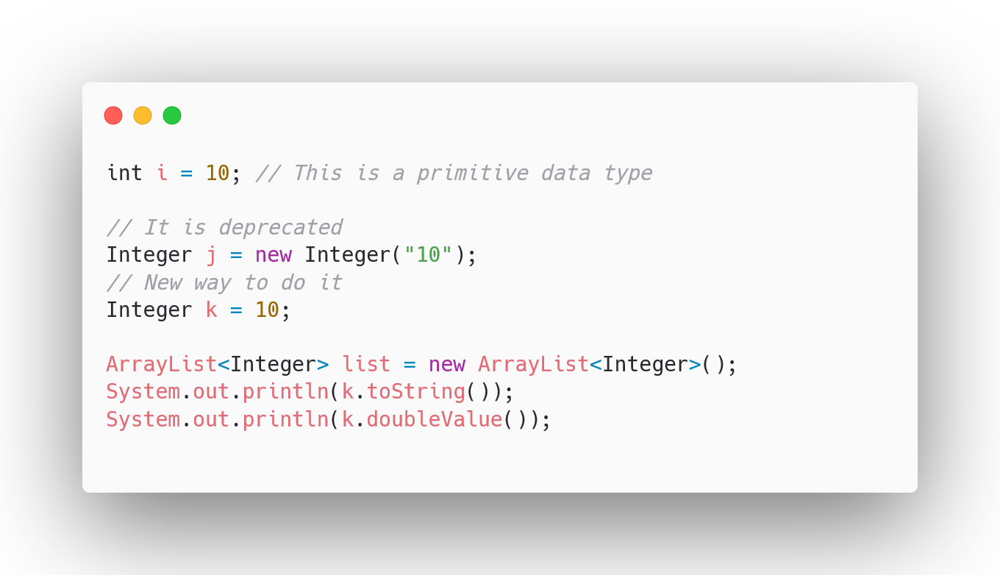 int i = 10; // This is a primitive data type
// It is deprecated
Integer j = new Integer("10");
// New way to do it
Integer k = 10;
ArrayList<Integer> list = new ArrayList<Integer>();
System.out.println(k.toString());
System.out.println(k.doubleValue());